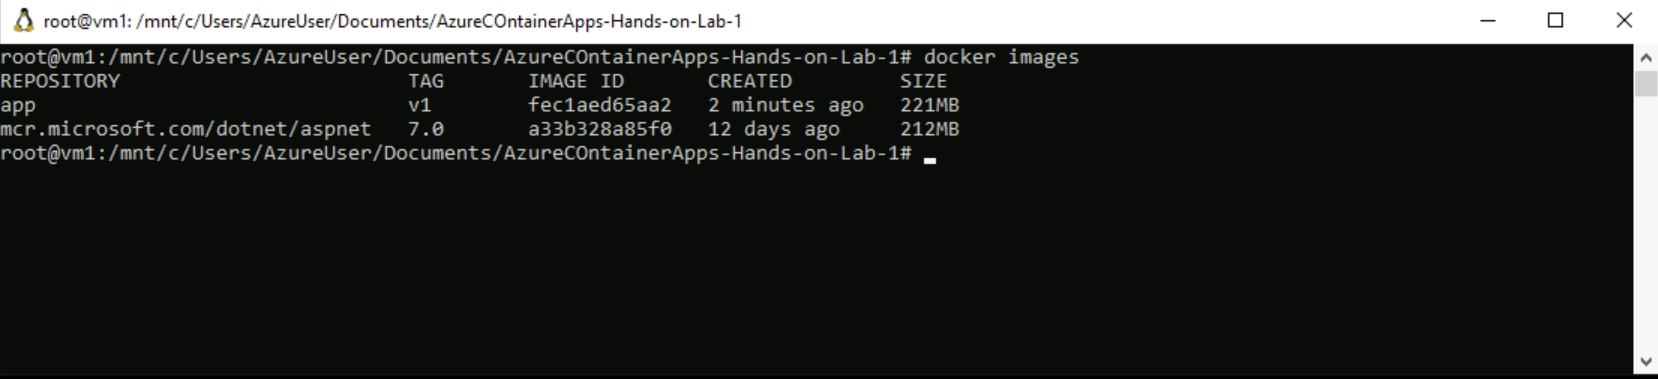 root@vm1: /mnt/c/Users/AzureUser/Documents/AzureCOntainerApps-Hands-on-Lab-1
root@vm1:/mnt/c/Users/AzureUser/Documents/AzureCOntainerApps-Hands-on-Lab-1# docker images
REPOSITORY                        TAG       IMAGE ID       CREATED         SIZE
app                               v1        fec1aed65aa2   2 minutes ago   221MB
mcr.microsoft.com/dotnet/aspnet   7.0       a33b328a85f0   12 days ago     212MB
root@vm1:/mnt/c/Users/AzureUser/Documents/AzureCOntainerApps-Hands-on-Lab-1#